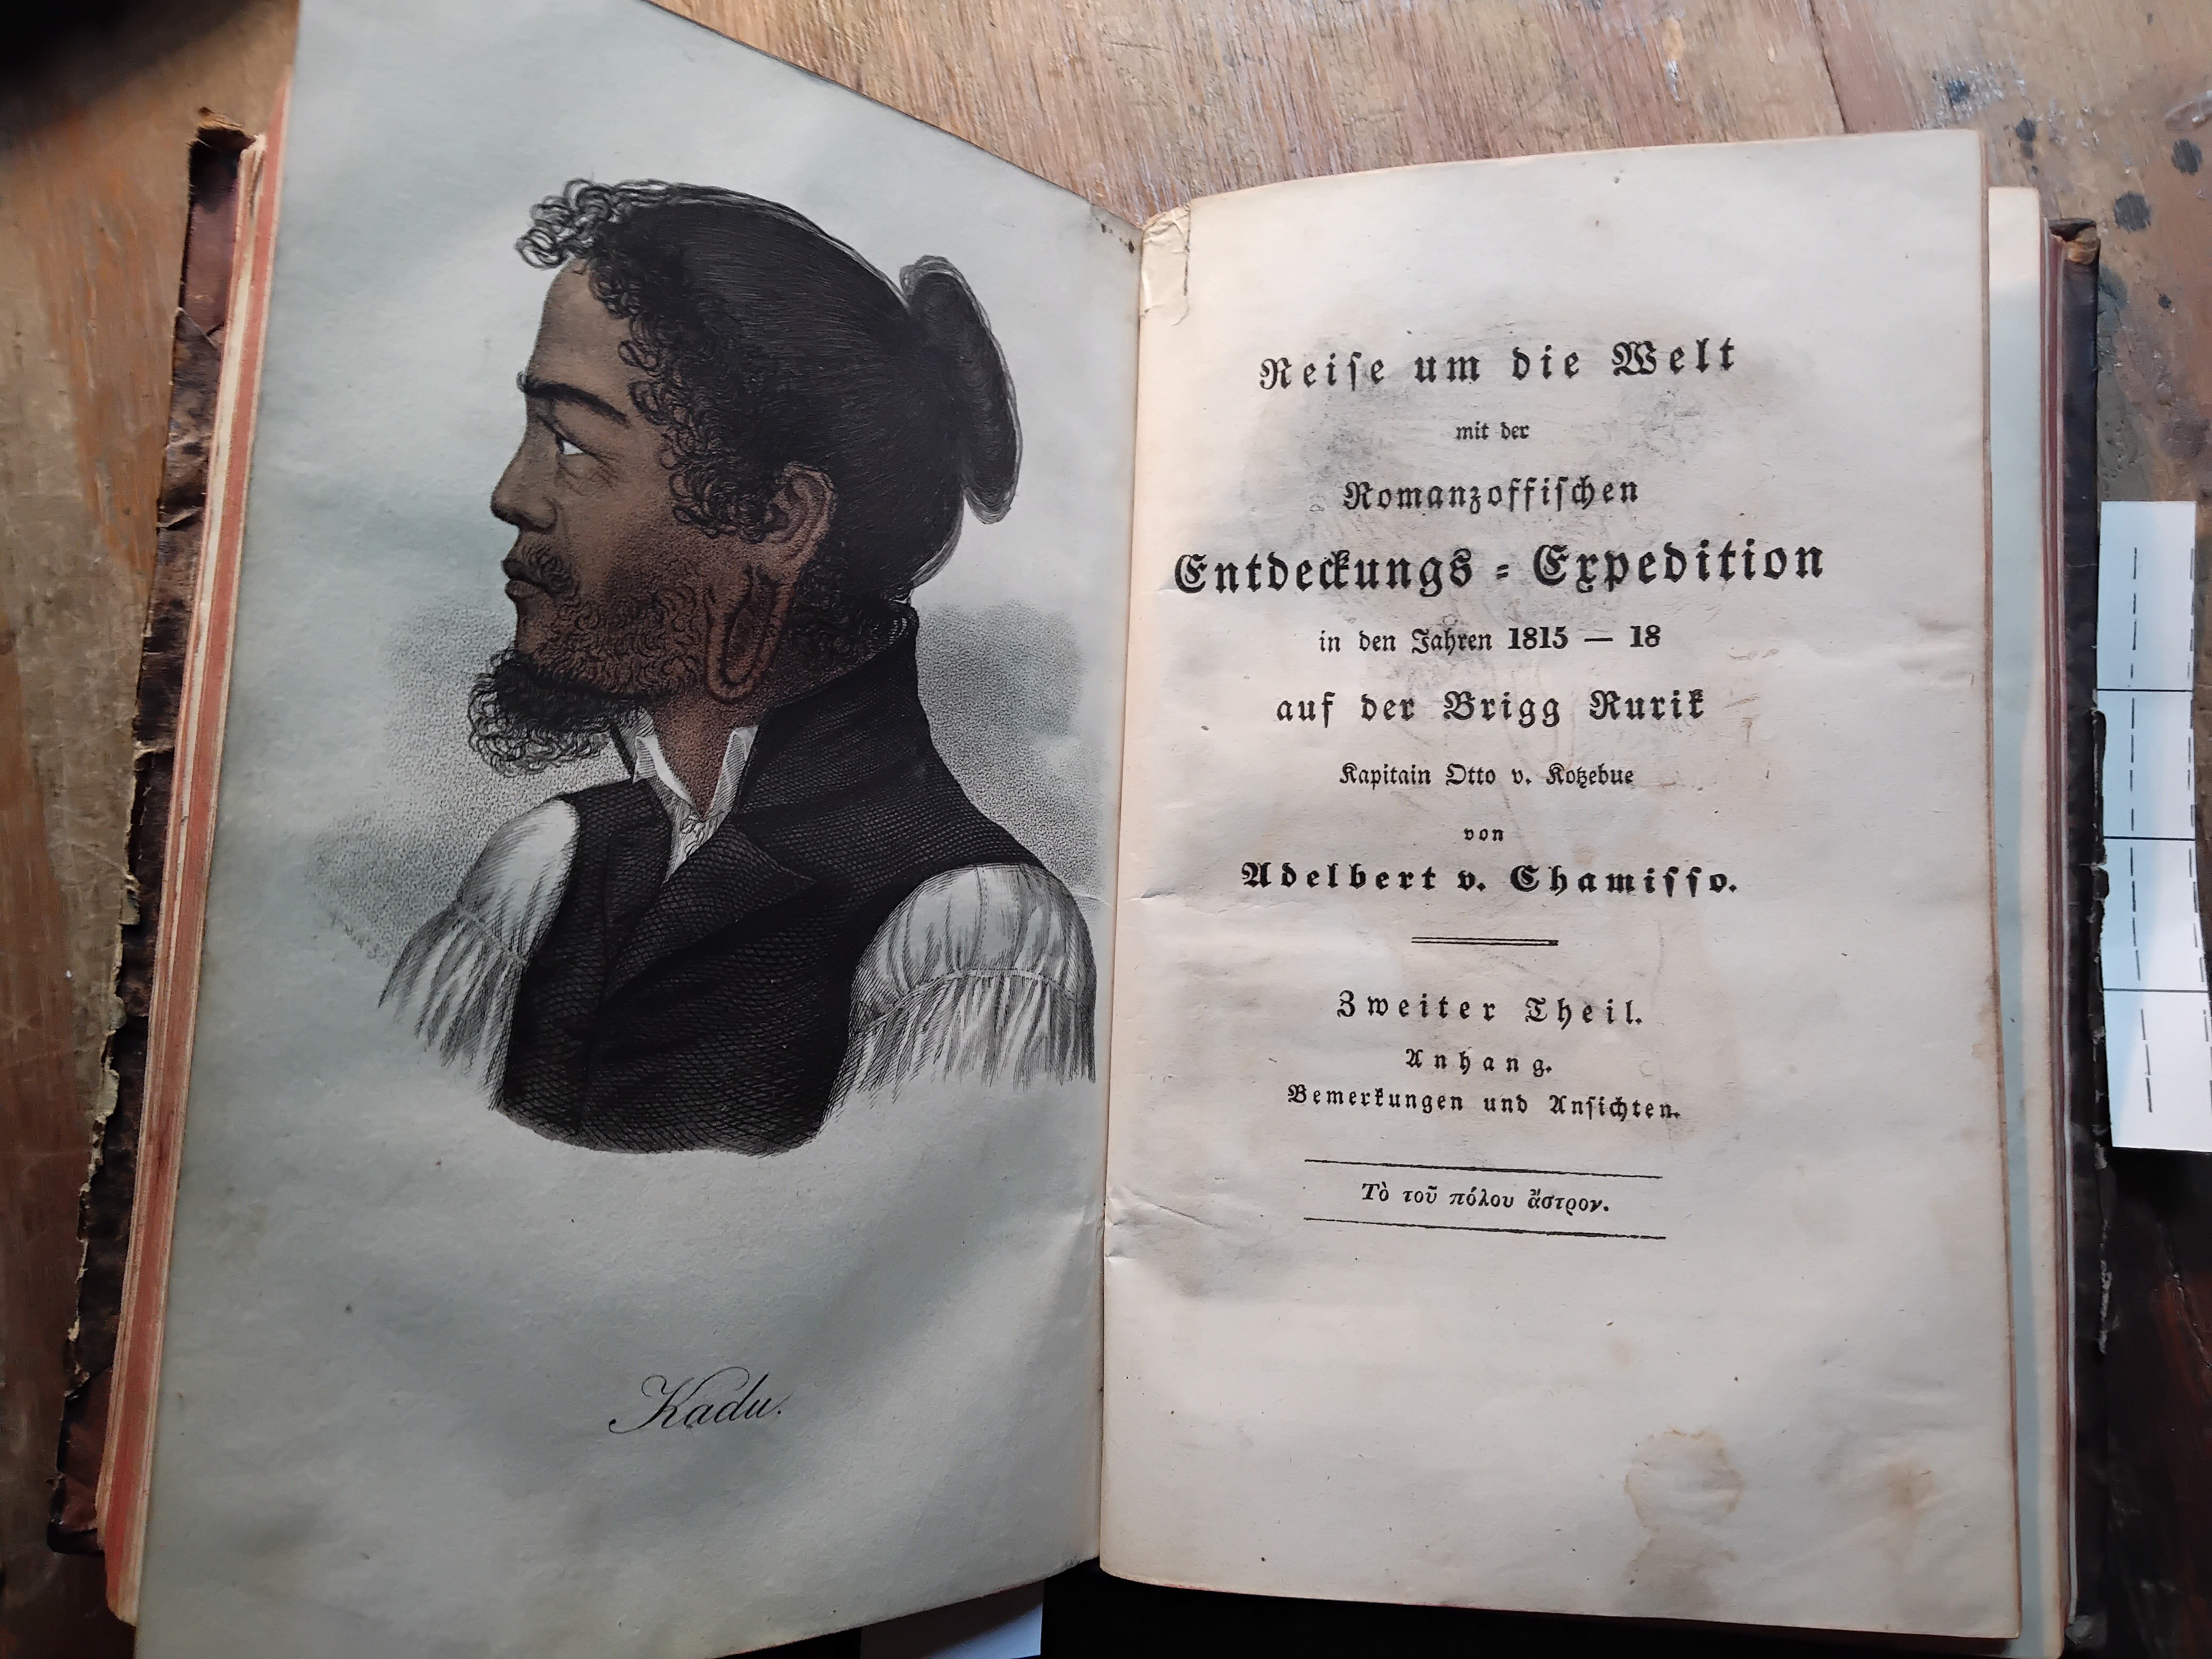 Kadu.
Reiſe um die Welt
mit der
Romanzoffiſchen
Entdeckungs-Expedition
in den Jahren 1815 — 18
auf der Brigg Rurik
Kapitain Otto v. Kotzebue
von
Adelbert v. Chamiſſo.
Zweiter Theil.
Anhang.
Bemerkungen und Anſichten.
Τὸ τοῦ πόλου ἄστρον.